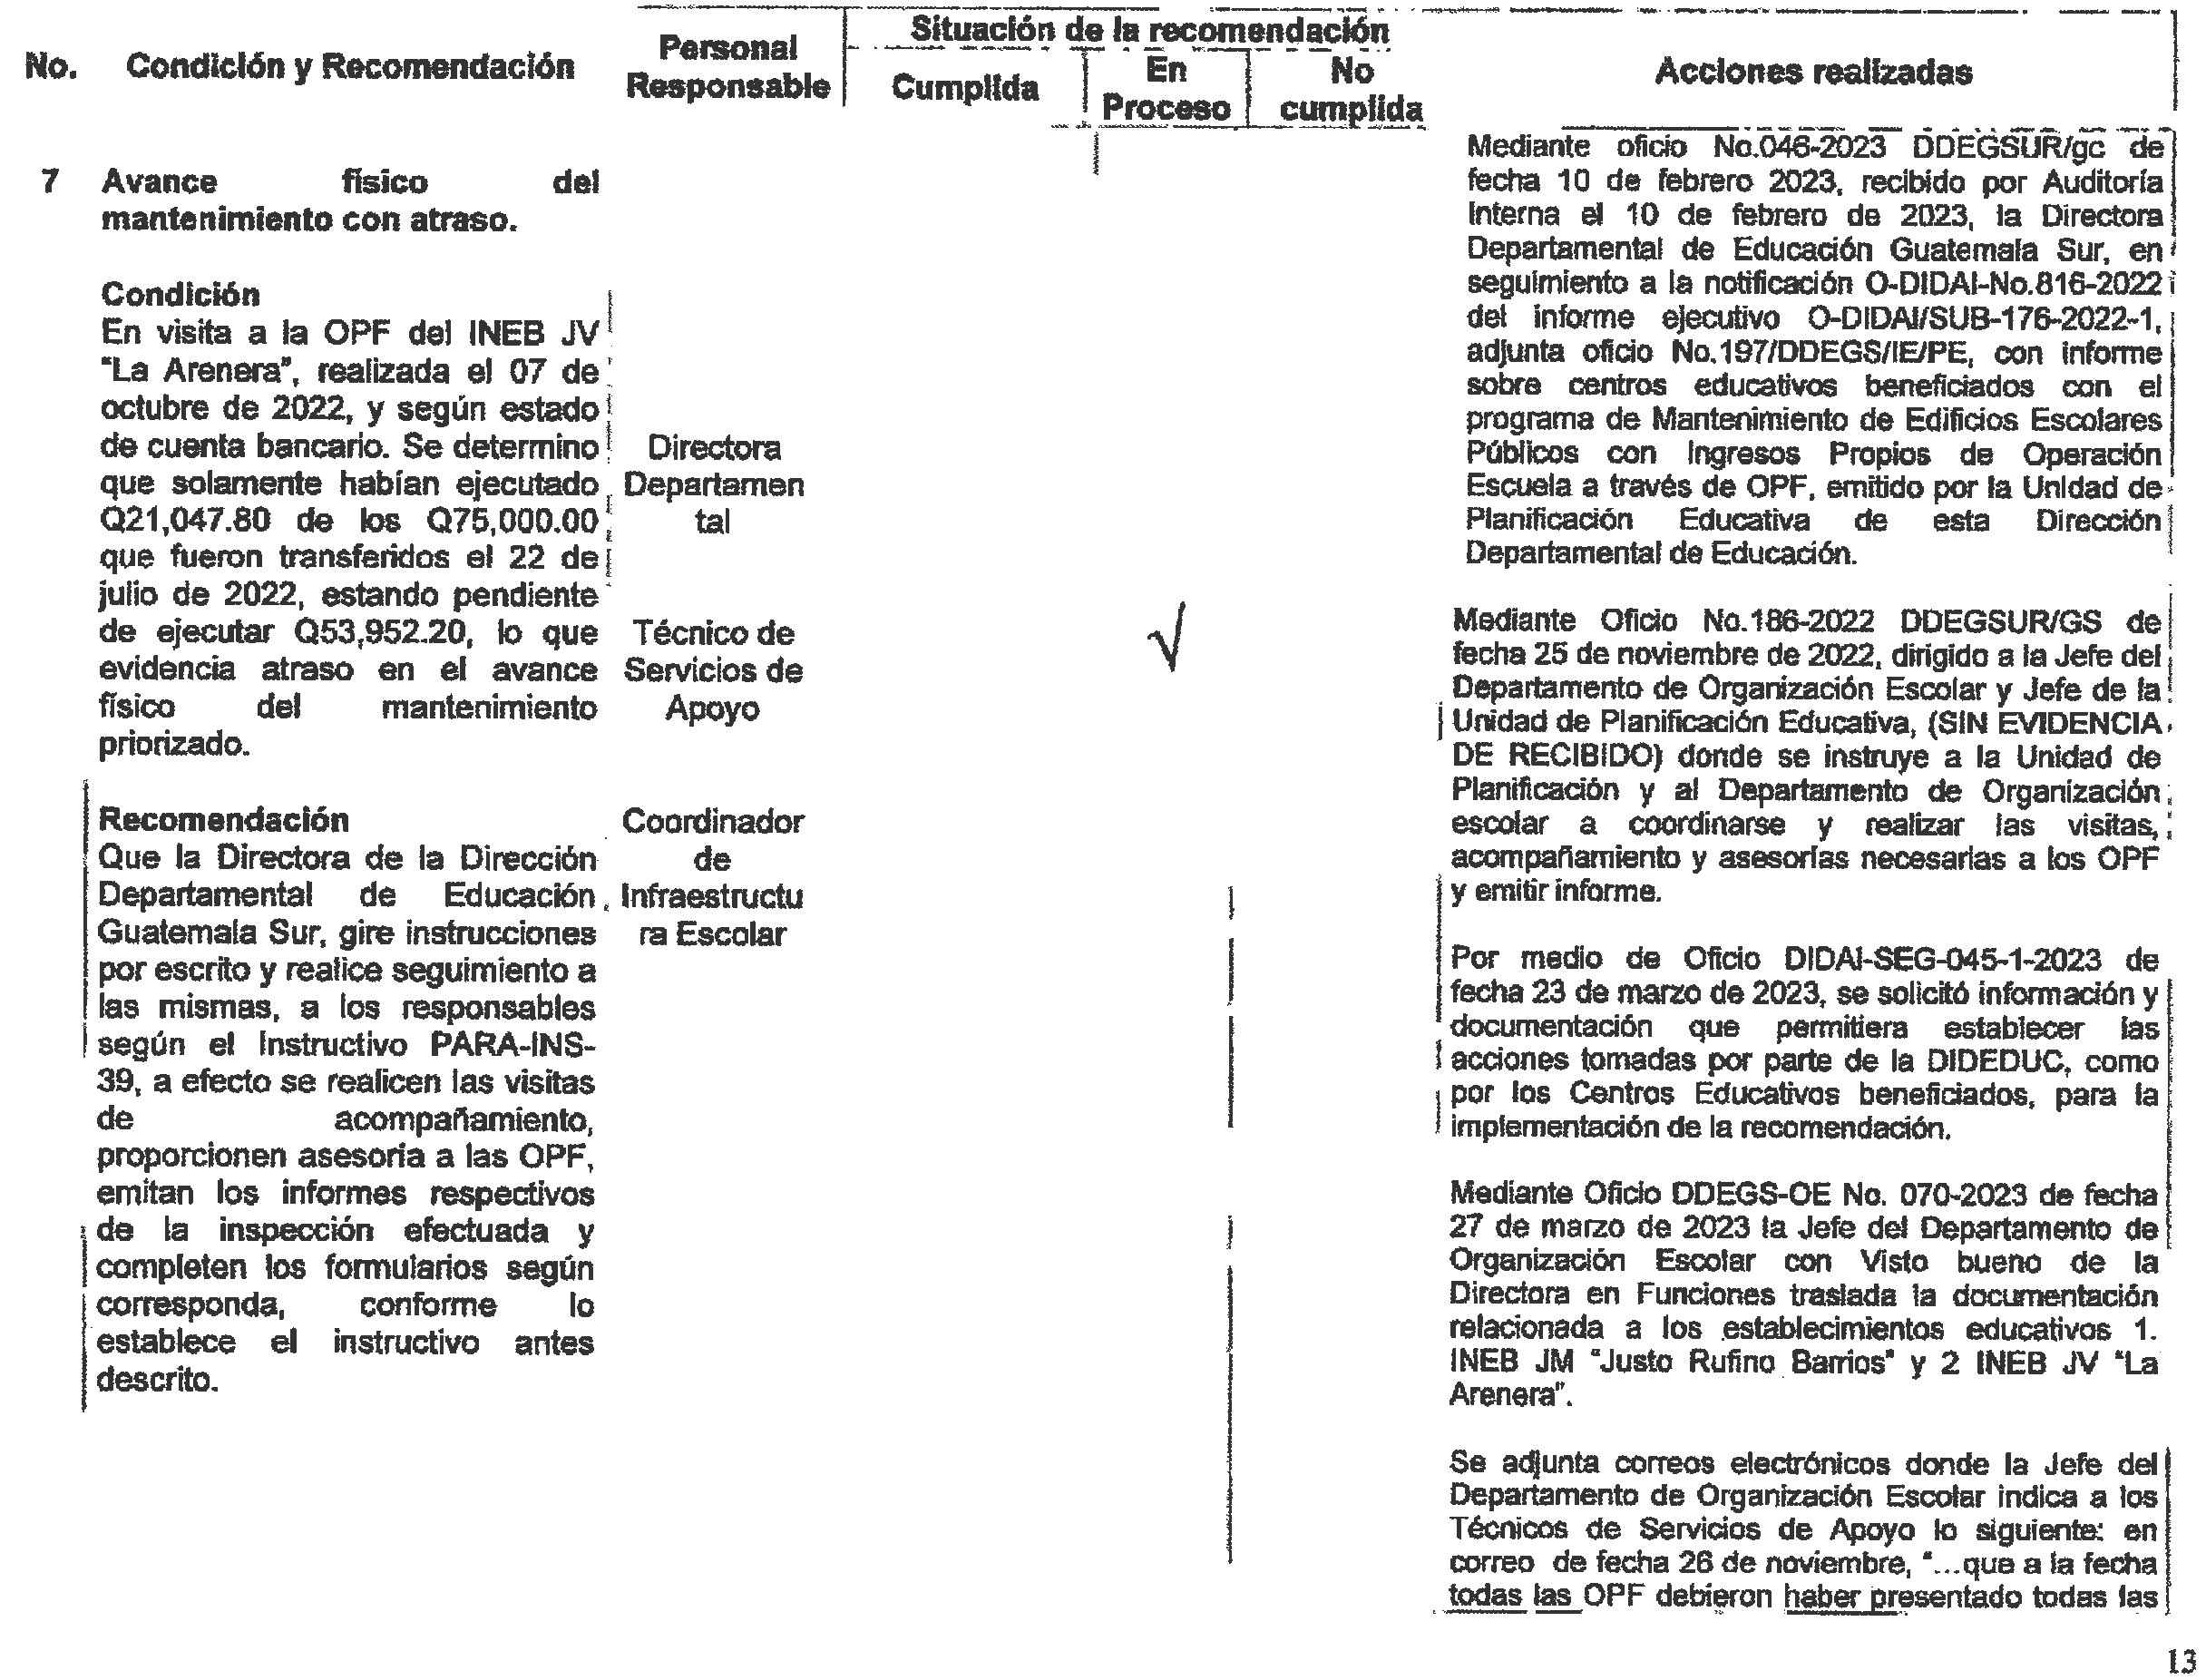 No.
Condición y Recomendación
Personal
Responsable
Situación de la recomendación
Cumplida
En
Proceso
No
cumplida
Acciones realizadas
7
Avance físico del
mantenimiento con atraso.
Condición
En visita a la OPF del INEB JV
"La Arenera", realizada el 07 de
octubre de 2022, y según estado
de cuenta bancario. Se determino
que solamente habían ejecutado
Q21,047.80 de los Q75,000.00
que fueron transferidos el 22 de
julio de 2022, estando pendiente
de ejecutar Q53,952.20, lo que
evidencia atraso en el avance
físico del mantenimiento
priorizado.
Recomendación
Que la Directora de la Dirección
Departamental de Educación
Guatemala Sur, gire instrucciones
por escrito y realice seguimiento a
las mismas, a los responsables
según el Instructivo PARA-INS-
39, a efecto se realicen las visitas
de acompañamiento,
proporcionen asesoría a las OPF,
emitan los informes respectivos
de la inspección efectuada y
completen los formularios según
corresponda, conforme lo
establece el instructivo antes
descrito.
Directora
Departamen
tal
Técnico de
Servicios de
Apoyo
Coordinador
de
Infraestructu
ra Escolar
√
Mediante oficio No.046-2023 DDEGSUR/gc de
fecha 10 de febrero 2023, recibido por Auditoría
Interna el 10 de febrero de 2023, la Directora
Departamental de Educación Guatemala Sur, en
seguimiento a la notificación O-DIDAI-No.816-2022
del informe ejecutivo O-DIDAI/SUB-176-2022-1,
adjunta oficio No.197/DDEGS/IE/PE, con informe
sobre centros educativos beneficiados con el
programa de Mantenimiento de Edificios Escolares
Públicos con Ingresos Propios de Operación
Escuela a través de OPF, emitido por la Unidad de
Planificación Educativa de esta Dirección
Departamental de Educación.
Mediante Oficio No.186-2022 DDEGSUR/GS de
fecha 25 de noviembre de 2022, dirigido a la Jefe del
Departamento de Organización Escolar y Jefe de la
Unidad de Planificación Educativa, (SIN EVIDENCIA
DE RECIBIDO) donde se instruye a la Unidad de
Planificación y al Departamento de Organización
escolar a coordinarse y realizar las visitas,
acompañamiento y asesorías necesarias a los OPF
y emitir informe.
Por medio de Oficio DIDAI-SEG-045-1-2023 de
fecha 23 de marzo de 2023, se solicitó información y
documentación que permitiera establecer las
acciones tomadas por parte de la DIDEDUC, como
por los Centros Educativos beneficiados, para la
implementación de la recomendación.
Mediante Oficio DDEGS-OE No. 070-2023 de fecha
27 de marzo de 2023 la Jefe del Departamento de
Organización Escolar con Visto bueno de la
Directora en Funciones traslada la documentación
relacionada a los establecimientos educativos 1.
INEB JM "Justo Rufino Barrios" y 2 INEB JV "La
Arenera".
Se adjunta correos electrónicos donde la Jefe del
Departamento de Organización Escolar indica a los
Técnicos de Servicios de Apoyo lo siguiente: en
correo de fecha 26 de noviembre, "...que a la fecha
todas las OPF debieron haber presentado todas las
13